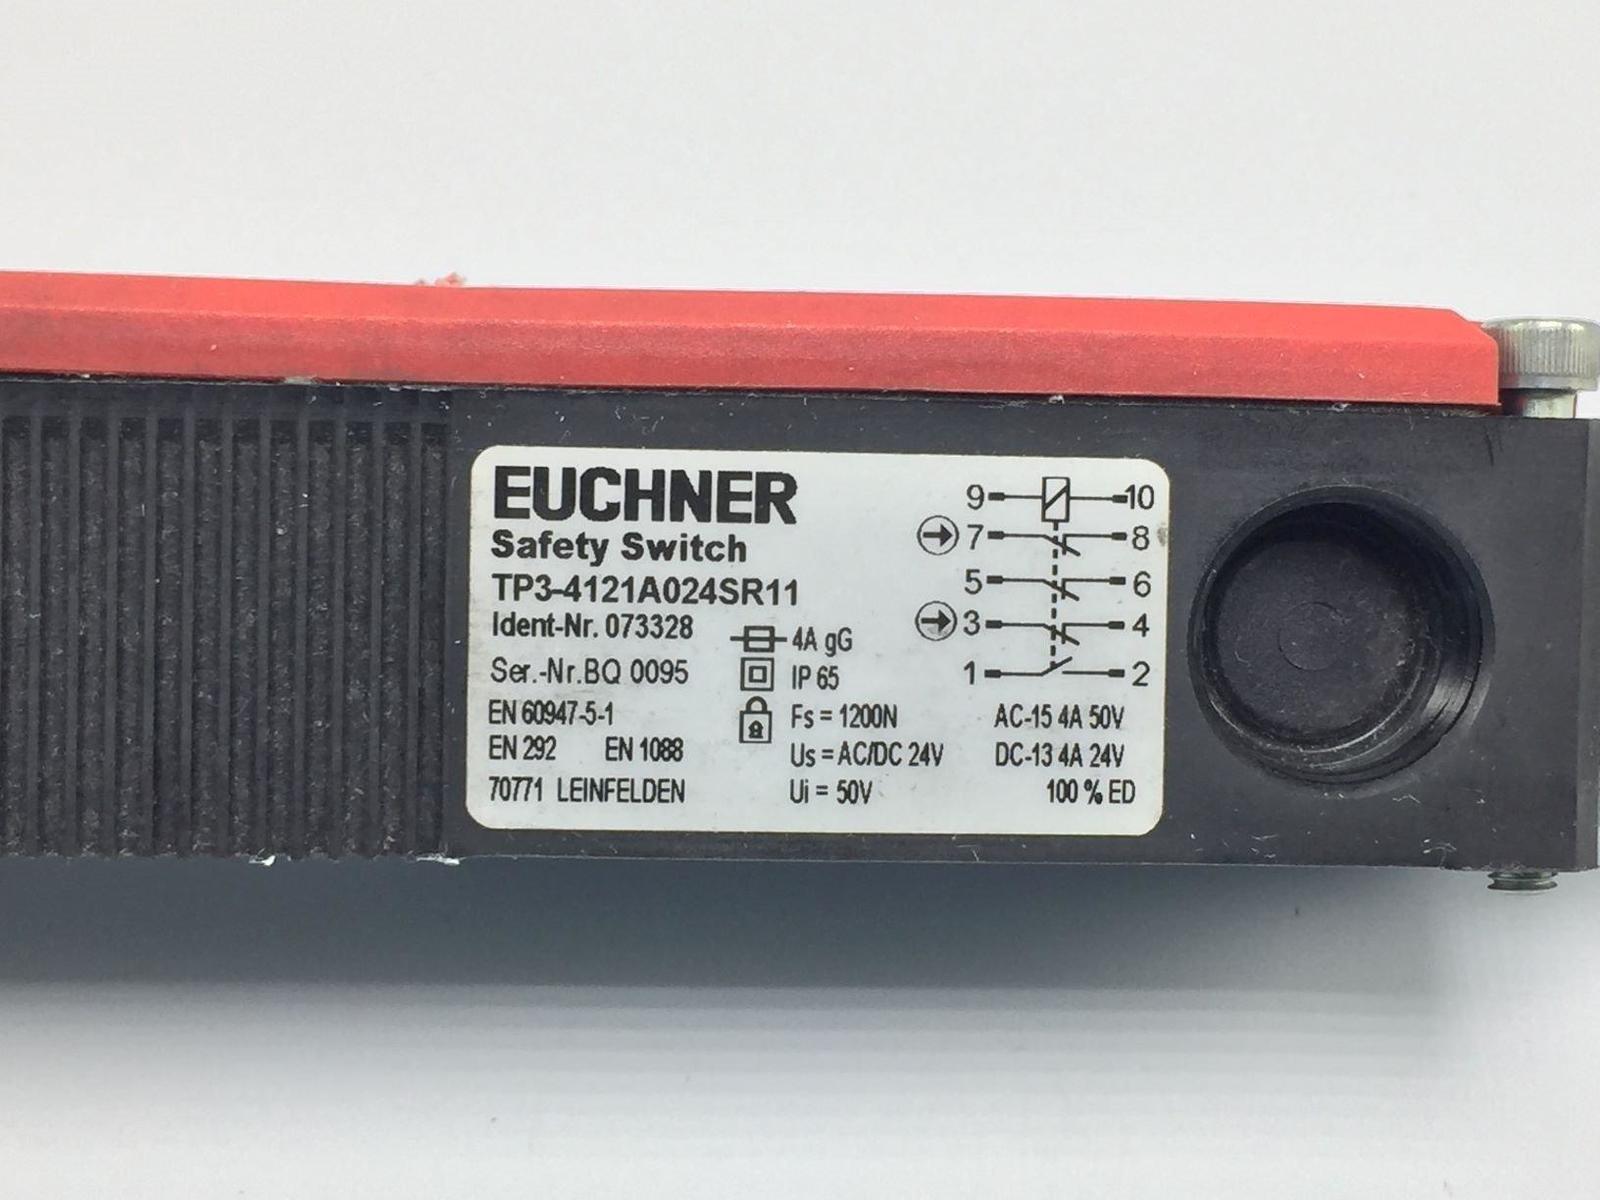 EUCHNER
Safety Switch
TP3-4121A024SR11
Ident-Nr. 073328
Ser.-Nr.BQ 0095
EN 60947-5-1
EN 292 EN 1088
70771 LEINFELDEN
4A gG
IP 65
Fs = 1200N
Us = AC/DC 24V
Ui = 50V
9 10
7 8
5 6
3 4
1 2
AC-15 4A 50V
DC-13 4A 24V
100 % ED